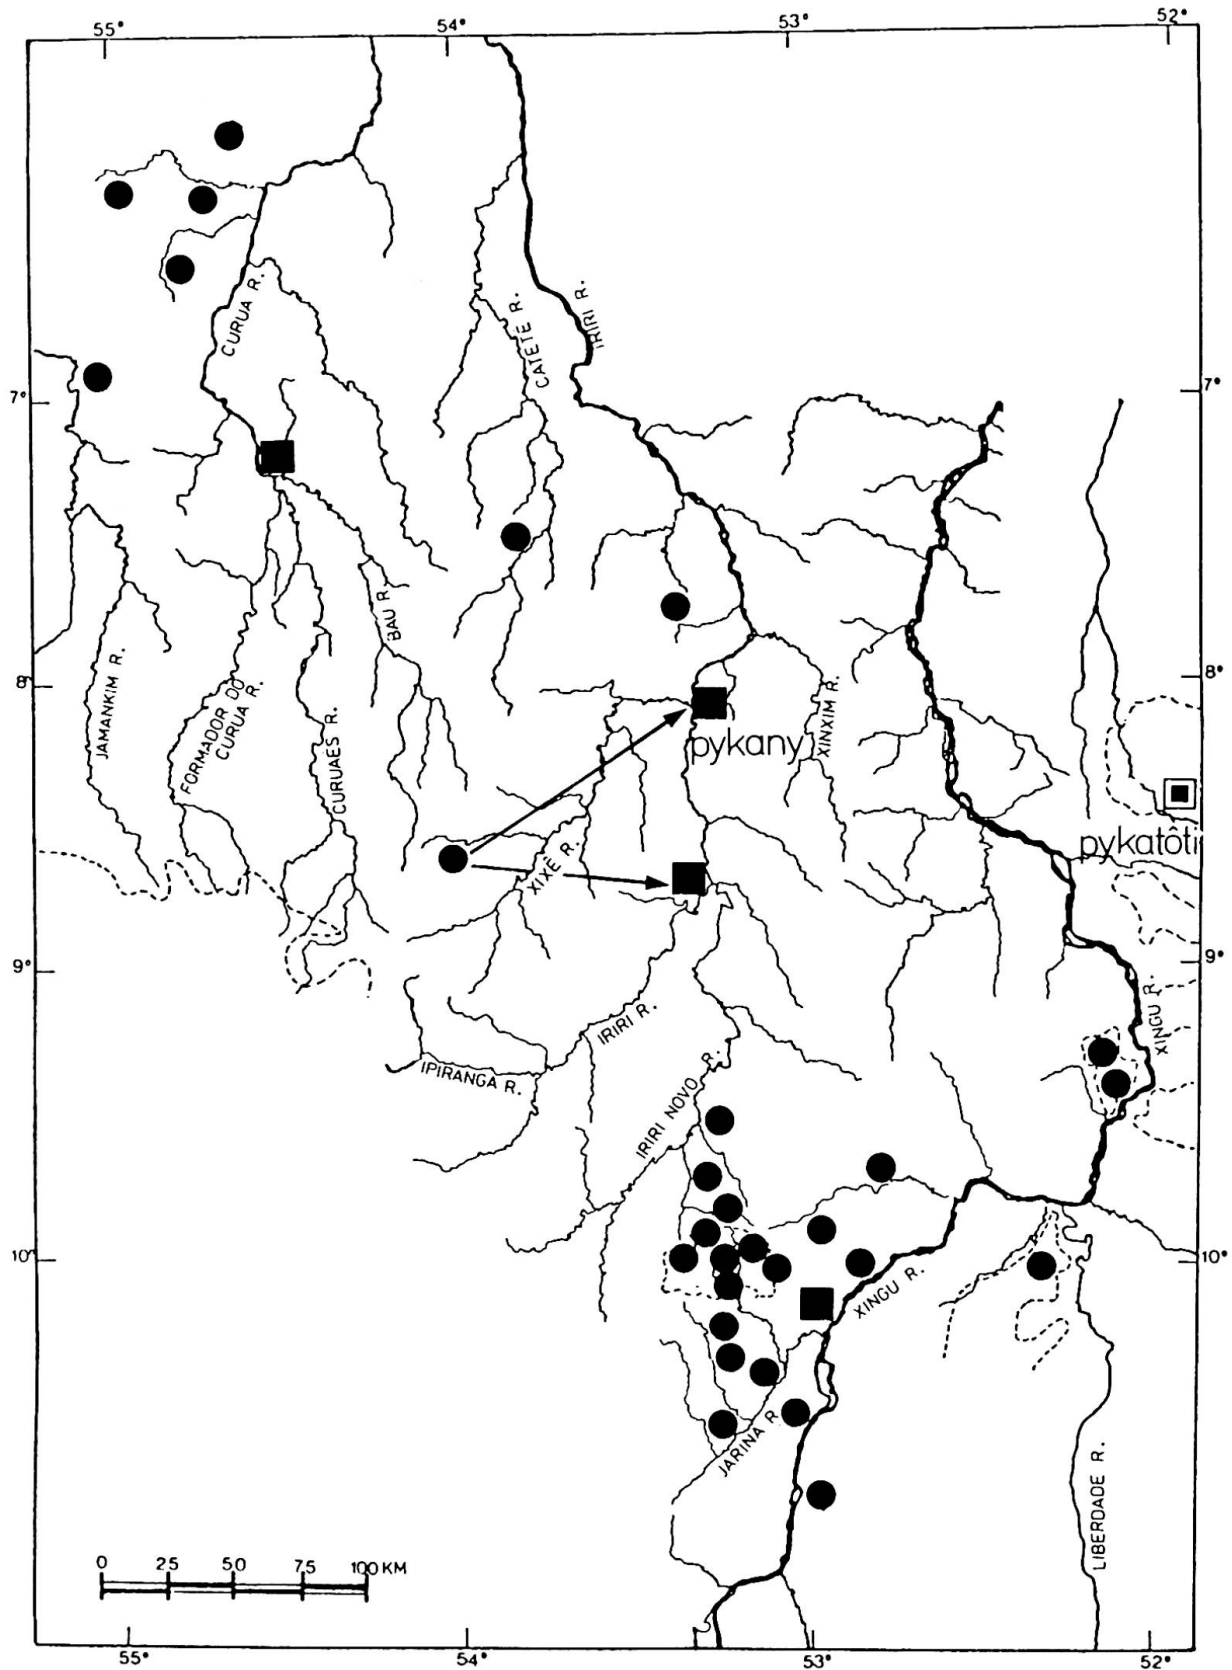 55°
54°
53°
52°
CURUA R.
CATETE R.
IRIRI R.
7°
7°
BAU R.
8°
8°
JAMANKIM R.
FORMADOR DO
CURUA R.
CURUAES R.
XINXIM R.
pykany
pykatôti
XIXÉ R.
9°
9°
XINGU R.
IRIRI R.
IPIRANGA R.
IRIRI NOVO R.
10°
10°
XINGU R.
JARINA R.
LIBERDADE R.
0 25 50 75 100 KM
55°
54°
53°
52°